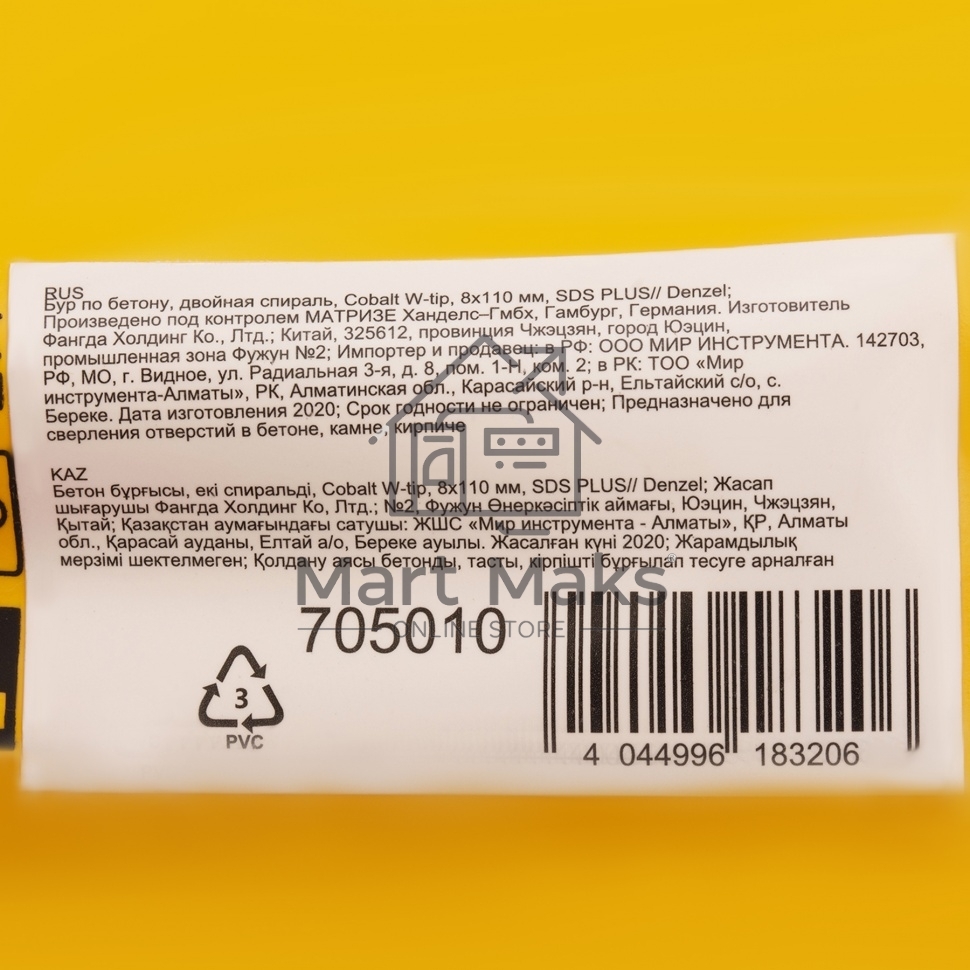 RUS
Бур по бетону, двойная спираль, Cobalt W-tip, 8x110 мм, SDS PLUS// Denzel;
Произведено под контролем МАТРИЗЕ Ханделс–Гмбх, Гамбург, Германия. Изготовитель
Фангда Холдинг Ко., Лтд.; Китай, 325612, провинция Чжэцзян, город Юэцин,
промышленная зона Фужун №2; Импортер и продавец: в РФ: ООО МИР ИНСТРУМЕНТА. 142703,
РФ, МО, г. Видное, ул. Радиальная 3-я, д. 8, пом. 1-Н, ком. 2; в РК: ТОО «Мир
инструмента-Алматы», РК, Алматинская обл., Карасайский р-н, Ельтайский с/о, с.
Береке. Дата изготовления 2020; Срок годности не ограничен; Предназначено для
сверления отверстий в бетоне, камне, кирпиче
KAZ
Бетон бұрғысы, екі спиральді, Cobalt W-tip, 8x110 мм, SDS PLUS// Denzel; Жасап
шығарушы Фангда Холдинг Ко, Лтд.; №2, Фужун Өнеркәсіптік аймағы, Юэцин, Чжэцзян,
Қытай; Қазақстан аумағындағы сатушы: ЖШС «Мир инструмента - Алматы», ҚР, Алматы
обл., Қарасай ауданы, Елтай а/о, Береке ауылы. Жасалған күні 2020; Жарамдылық
мерзімі шектелмеген; Қолдану аясы бетонды, тасты, кірпішті бұрғылап тесуге арналған
Mart Maks®
ONLINE STORE
705010
3
PVC
4 044996 183206